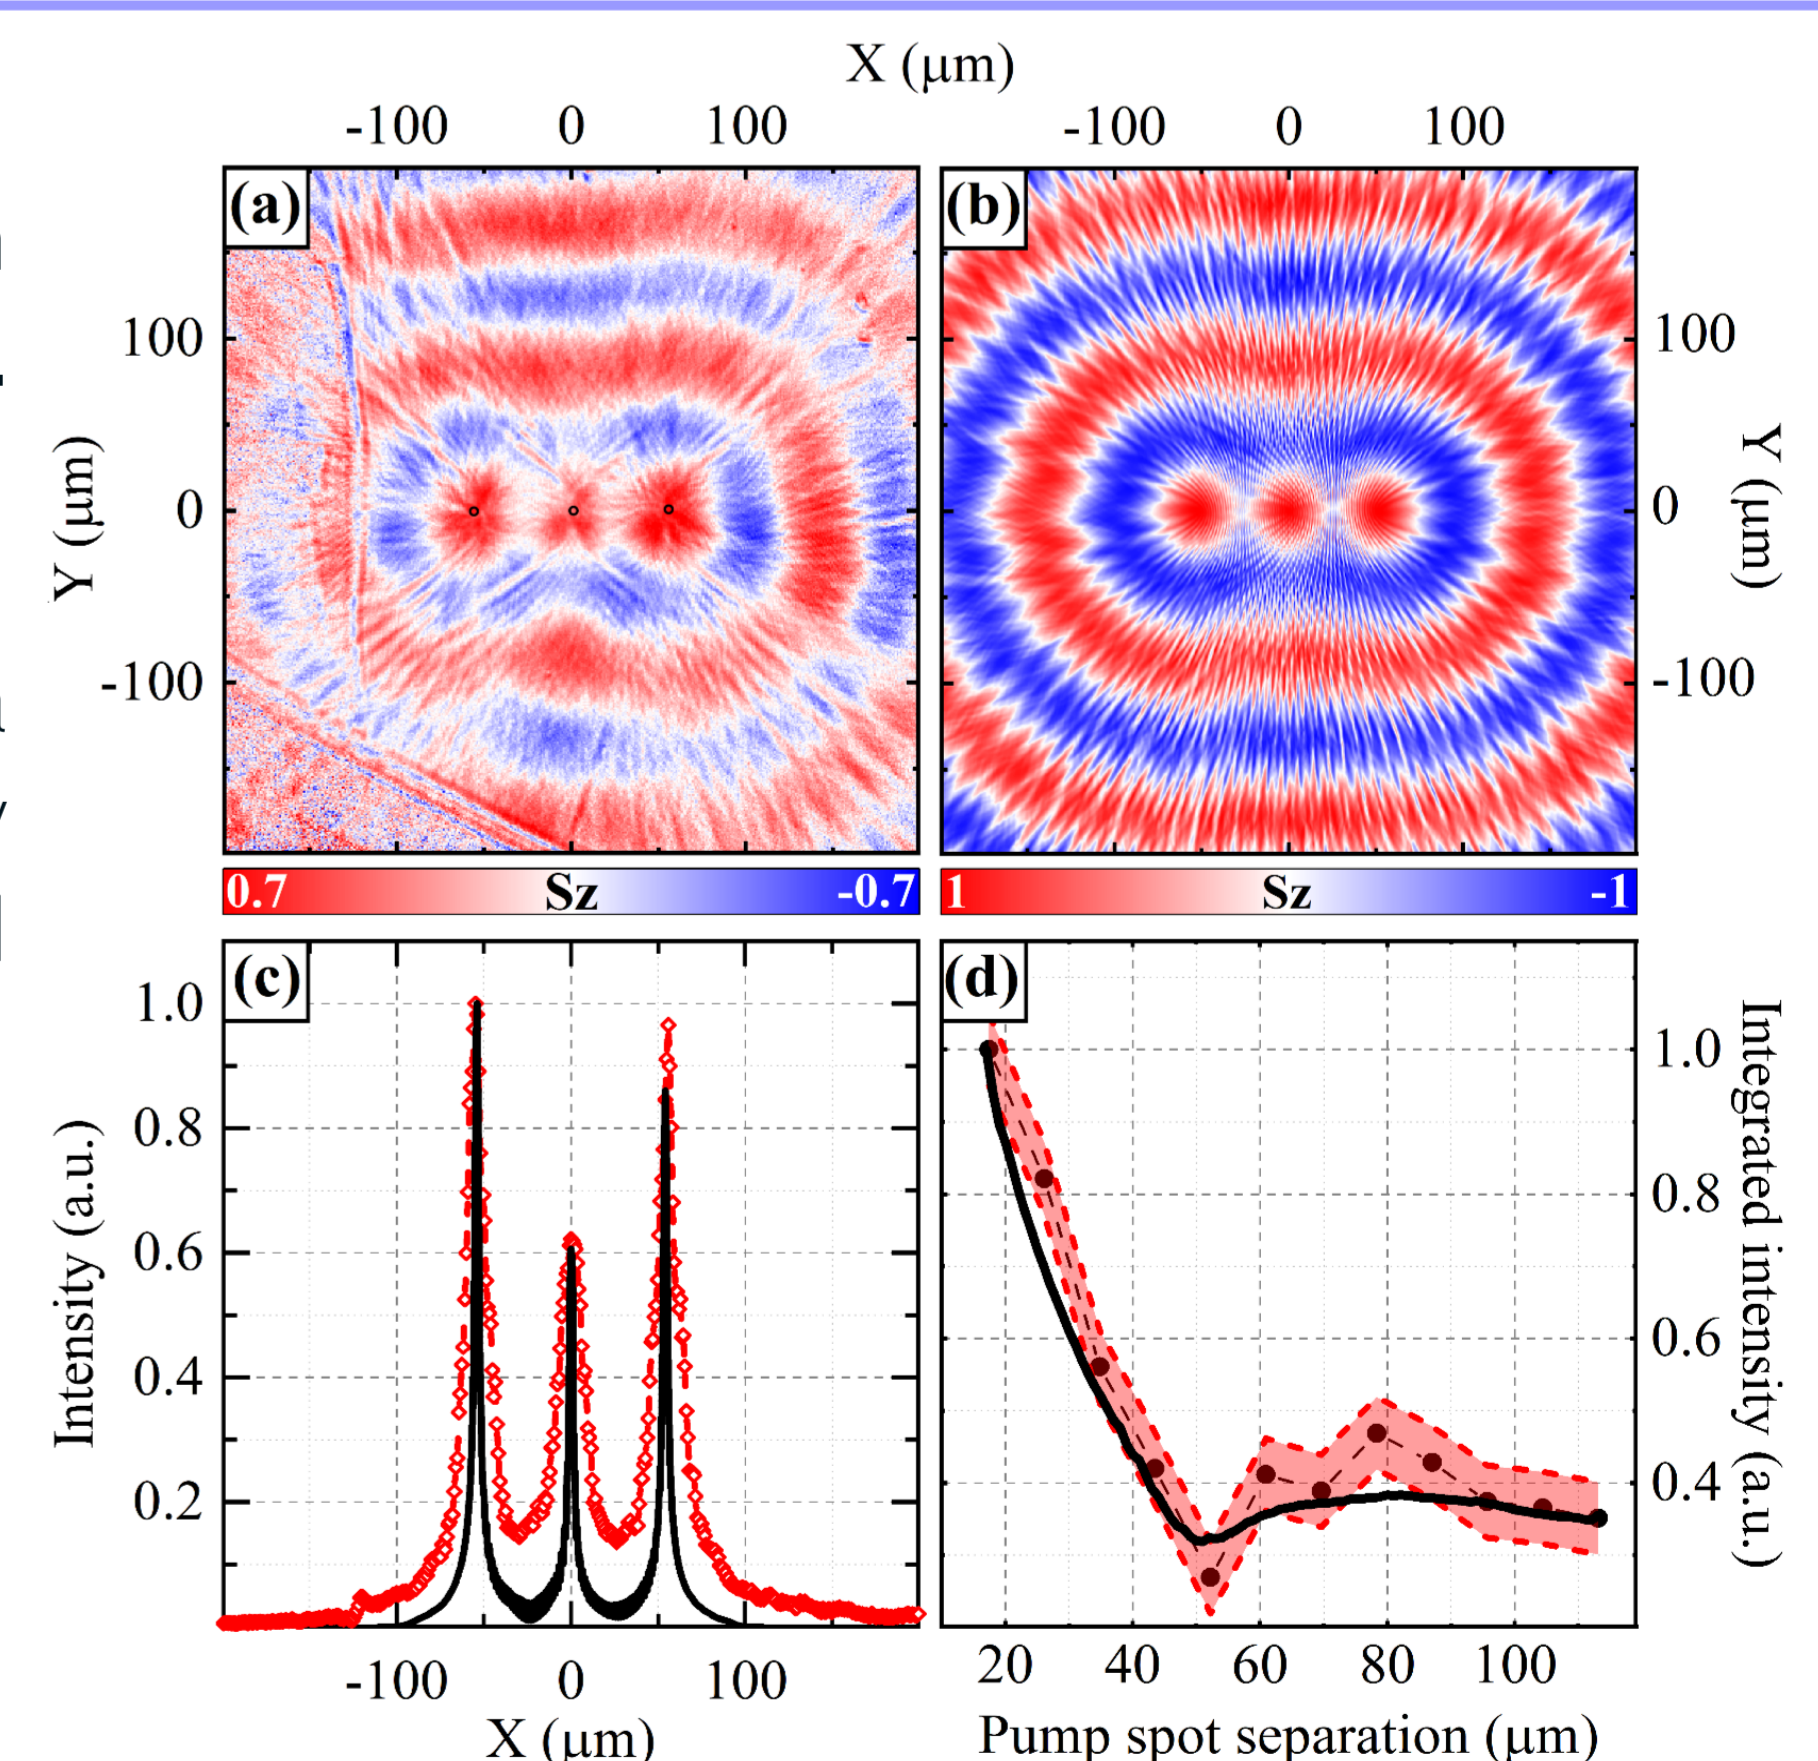 X (μm)
-100 0 100 -100 0 100
(a) (b)
100
0
-100
Y (μm)
100
0
-100
Y (μm)
0.7 Sz -0.7
1 Sz -1
(c) (d)
1.0
0.8
0.6
0.4
0.2
Intensity (a.u.)
1.0
0.8
0.6
0.4
Integrated intensity (a.u.)
-100 0 100
X (μm)
20 40 60 80 100
Pump spot separation (μm)